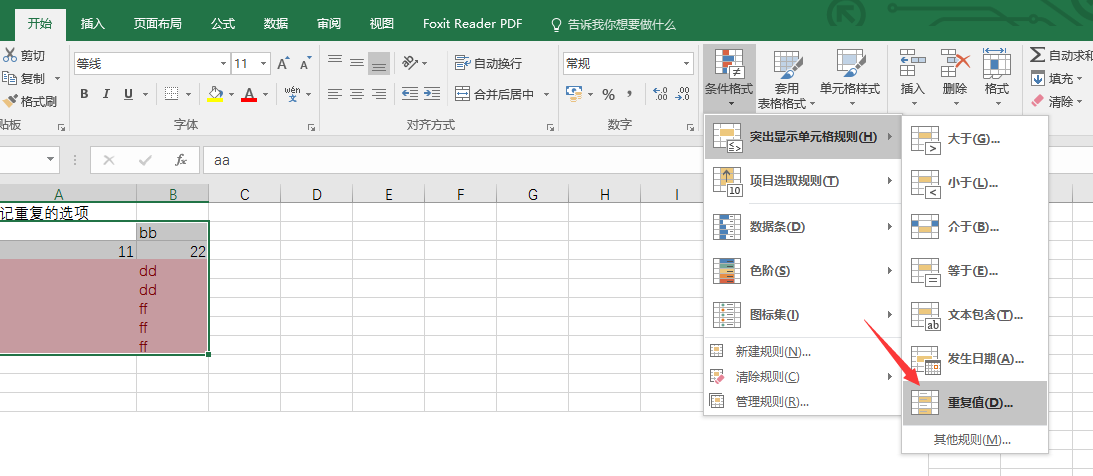 开始 插入 页面布局 公式 数据 审阅 视图 Foxit Reader PDF 告诉我你想要做什么
剪切
复制
格式刷
贴板
等线 11 A A
B I U A wén 文
字体
自动换行
合并后居中
对齐方式
常规
% , .00 .0
数字
条件格式
套用
表格格式
单元格样式
插入
删除
格式
自动求和
填充
清除
fx aa
A B C D E F G H I
记重复的选项
bb
11 22
dd
dd
ff
ff
ff
突出显示单元格规则(H)
项目选取规则(T)
数据条(D)
色阶(S)
图标集(I)
新建规则(N)...
清除规则(C)
管理规则(R)...
大于(G)...
小于(L)...
介于(B)...
等于(E)...
文本包含(T)...
发生日期(A)...
重复值(D)...
其他规则(M)...